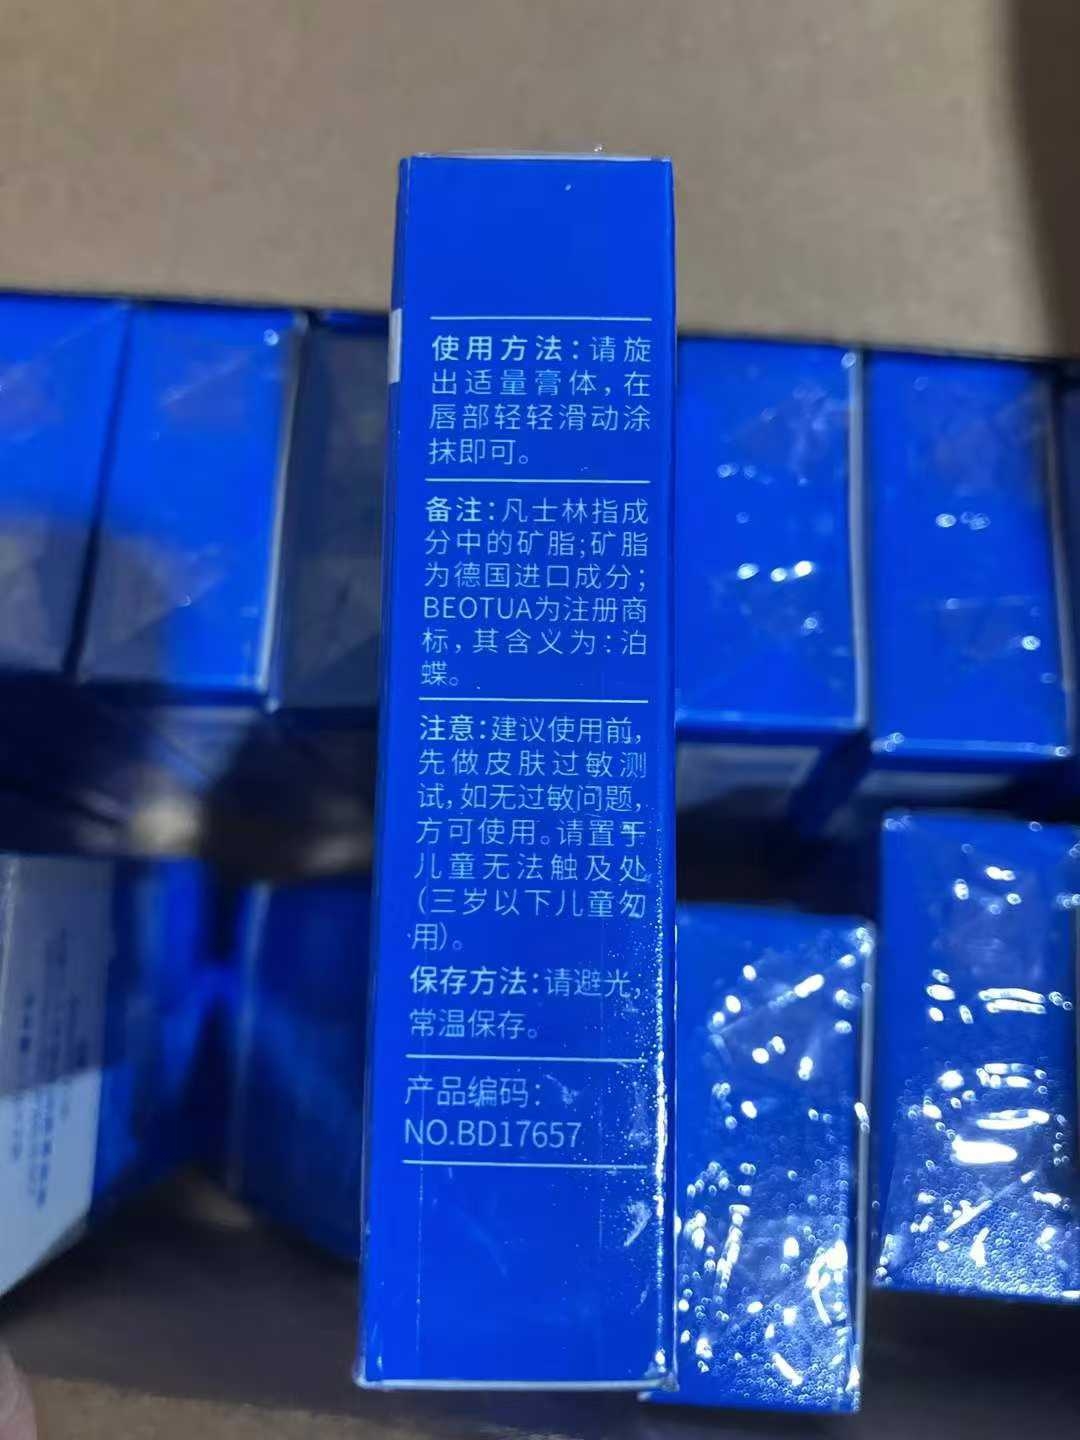 使用方法：请旋
出适量膏体，在
唇部轻轻滑动涂
抹即可。
备注：凡士林指成
分中的矿脂；矿脂
为德国进口成分；
BEOTUA为注册商
标，其含义为：泊
蝶。
注意：建议使用前，
先做皮肤过敏测
试，如无过敏问题，
方可使用。请置于
儿童无法触及处
（三岁以下儿童匆
用）。
保存方法：请避光，
常温保存。
产品编码：
NO.BD17657